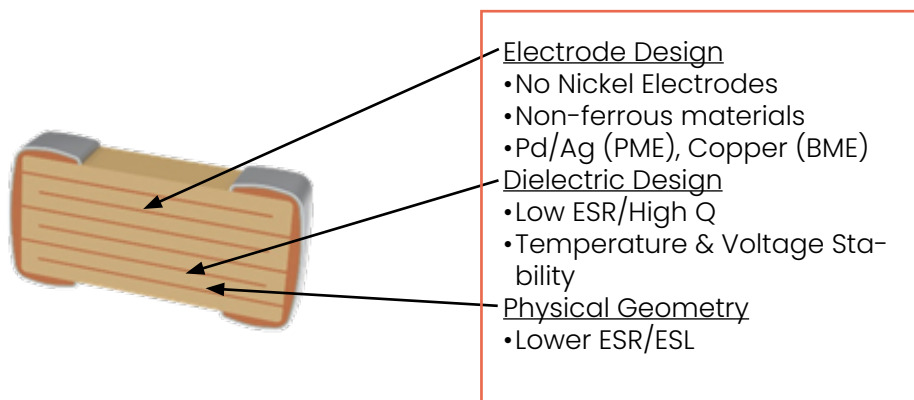 Electrode Design
•No Nickel Electrodes
•Non-ferrous materials
•Pd/Ag (PME), Copper (BME)
Dielectric Design
•Low ESR/High Q
•Temperature & Voltage Sta-
bility
Physical Geometry
•Lower ESR/ESL